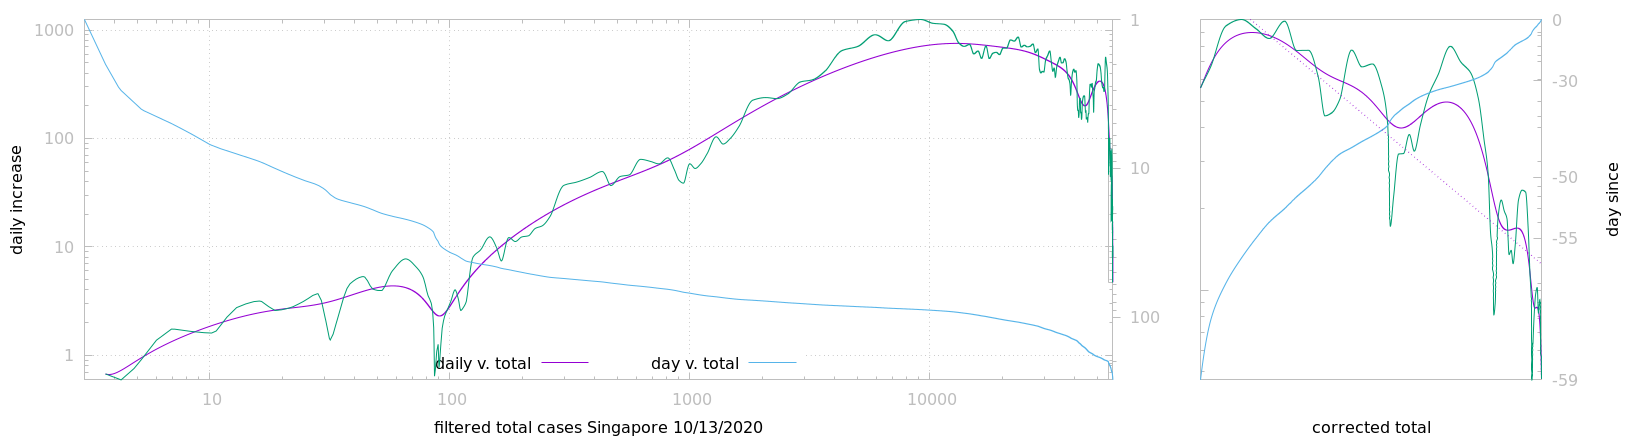 1000
100
10
1
daily increase
10
100
1000
10000
daily v. total
day v. total
filtered total cases Singapore 10/13/2020
1
10
100
0
-30
-50
-55
-59
day since
corrected total